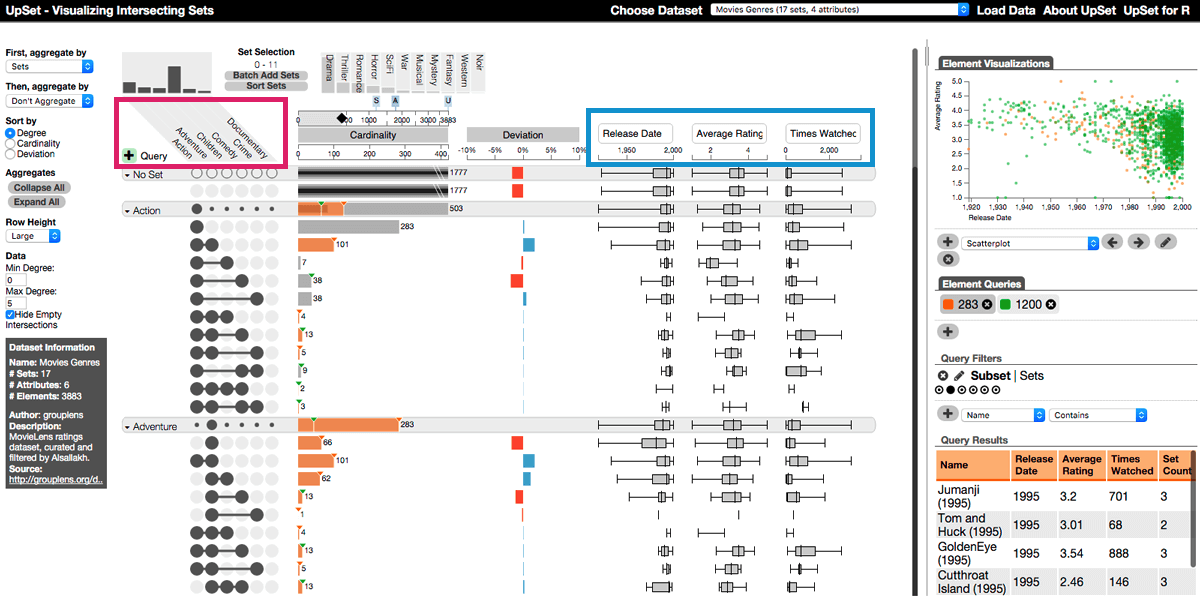 UpSet - Visualizing Intersecting Sets
Choose Dataset
Movies Genres (17 sets, 4 attributes)
Load Data
About UpSet
UpSet for R
First, aggregate by
Sets
Then, aggregate by
Don't Aggregate
Sort by
Degree
Cardinality
Deviation
Aggregates
Collapse All
Expand All
Row Height
Large
Data
Min Degree:
0
Max Degree:
5
Hide Empty
Intersections
Dataset Information
Name: Movies Genres
# Sets: 17
# Attributes: 6
# Elements: 3883
Author: grouplens
Description:
MovieLens ratings
dataset, curated and
filtered by Alsallakh.
Source:
http://grouplens.org/d..
Set Selection
0 - 11
Batch Add Sets
Sort Sets
Drama
Thriller
Romance
Horror
SciFi
War
Musical
Mystery
Fantasy
Western
Noir
S A U
Action
Adventure
Children
Comedy
Crime
Documentary
Query
Cardinality
0 100 200 300 400
Deviation
-10% -5% 0% 5% 10%
Release Date
1,950 2,000
Average Rating
2 4
Times Watched
0 2,000
No Set
1777
1777
Action
503
283
101
7
38
38
4
13
5
9
2
3
Adventure
283
66
101
62
13
1
4
13
5
13
Element Visualizations
Average Rating
5.0
4.5
4.0
3.5
3.0
2.5
2.0
1.5
1.0
1,920 1,930 1,940 1,950 1,960 1,970 1,980 1,990 2,000
Release Date
Scatterplot
Element Queries
283
1200
Query Filters
Subset | Sets
Name
Contains
Query Results
Name Release Date Average Rating Times Watched Set Count
Jumanji (1995) 1995 3.2 701 3
Tom and Huck (1995) 1995 3.01 68 2
GoldenEye (1995) 1995 3.54 888 3
Cutthroat Island (1995) 1995 2.46 146 3